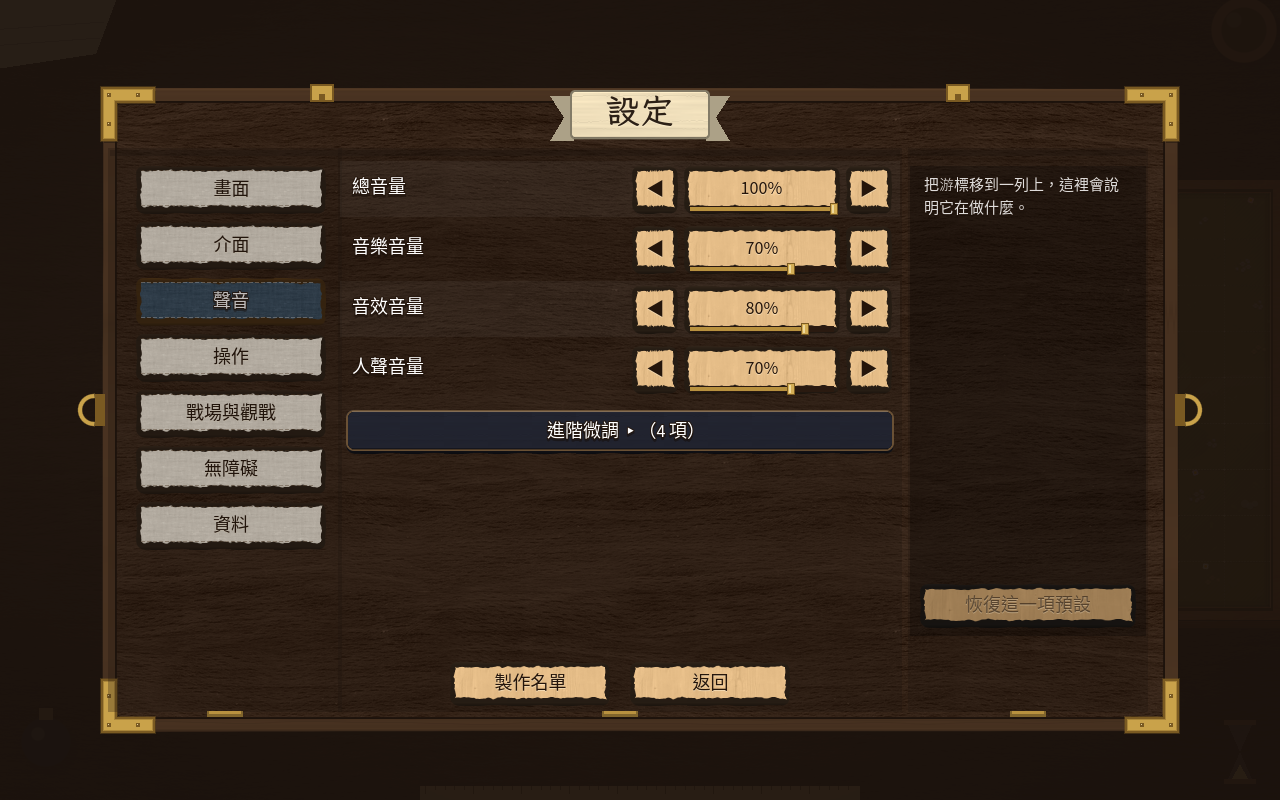 設定
畫面
介面
聲音
操作
戰場與觀戰
無障礙
資料
總音量
100%
音樂音量
70%
音效音量
80%
人聲音量
70%
進階微調 ▸ （4 項）
把游標移到一列上，這裡會說
明它在做什麼。
恢復這一項預設
製作名單
返回